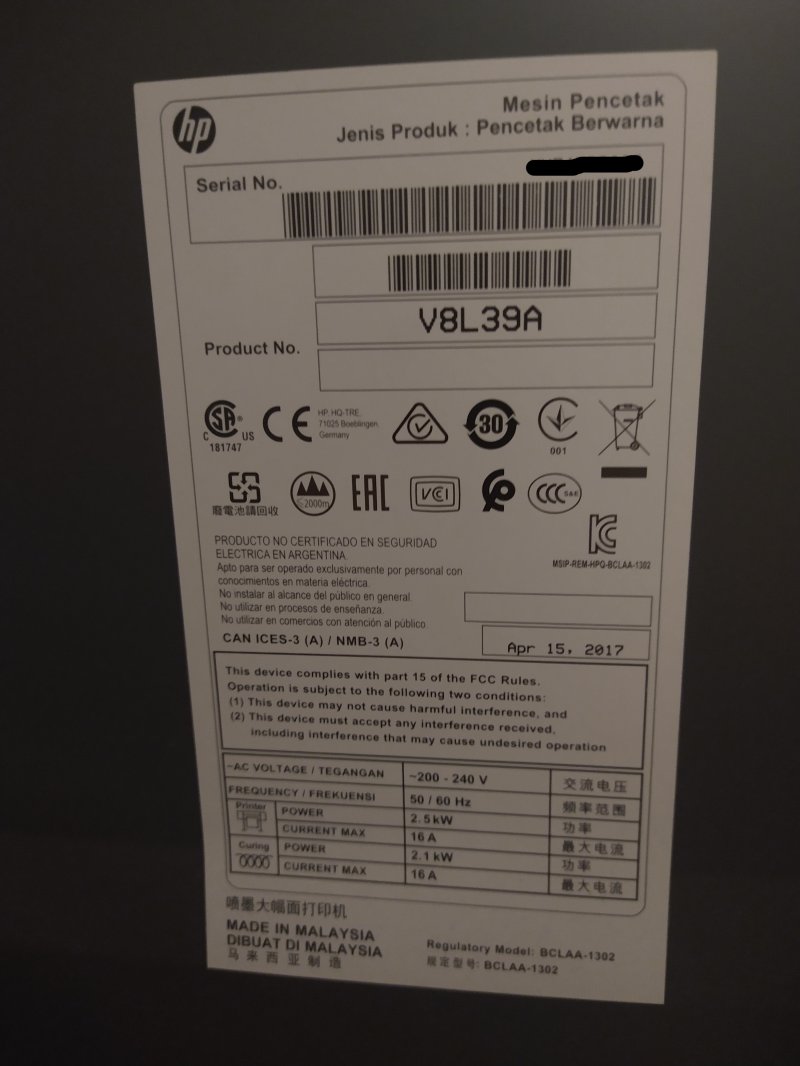 hp
Mesin Pencetak
Jenis Produk : Pencetak Berwarna
Serial No.
V8L39A
Product No.
SA
C US
181747
CE
HP, HQ-TRE,
71025 Boeblingen,
Germany
30
001
廢電池請回收
≤2000m
EAC
VCI
CCC S&E
MSIP-REM-HPQ-BCLAA-1302
PRODUCTO NO CERTIFICADO EN SEGURIDAD
ELECTRICA EN ARGENTINA.
Apto para ser operado exclusivamente por personal con
conocimientos en materia eléctrica.
No instalar al alcance del público en general.
No utilizar en procesos de enseñanza.
No utilizar en comercios con atención al público
CAN ICES-3 (A) / NMB-3 (A)
Apr 15, 2017
This device complies with part 15 of the FCC Rules.
Operation is subject to the following two conditions:
(1) This device may not cause harmful interference, and
(2) This device must accept any interference received,
including interference that may cause undesired operation
~AC VOLTAGE / TEGANGAN ~200 - 240 V 交流电压
FREQUENCY / FREKUENSI 50 / 60 Hz 频率范围
Printer POWER 2.5 kW 功率
CURRENT MAX 16 A 最大电流
Curing POWER 2.1 kW 功率
CURRENT MAX 16 A 最大电流
喷墨大幅面打印机
MADE IN MALAYSIA
DIBUAT DI MALAYSIA
马来西亚制造
Regulatory Model: BCLAA-1302
规定型号: BCLAA-1302